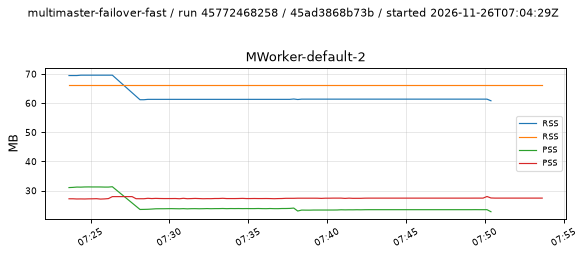 multimaster-failover-fast / run 45772468258 / 45ad3868b73b / started 2026-11-26T07:04:29Z
MWorker-default-2
70
60
50
40
30
MB
RSS
RSS
PSS
PSS
07:25
07:30
07:35
07:40
07:45
07:50
07:55